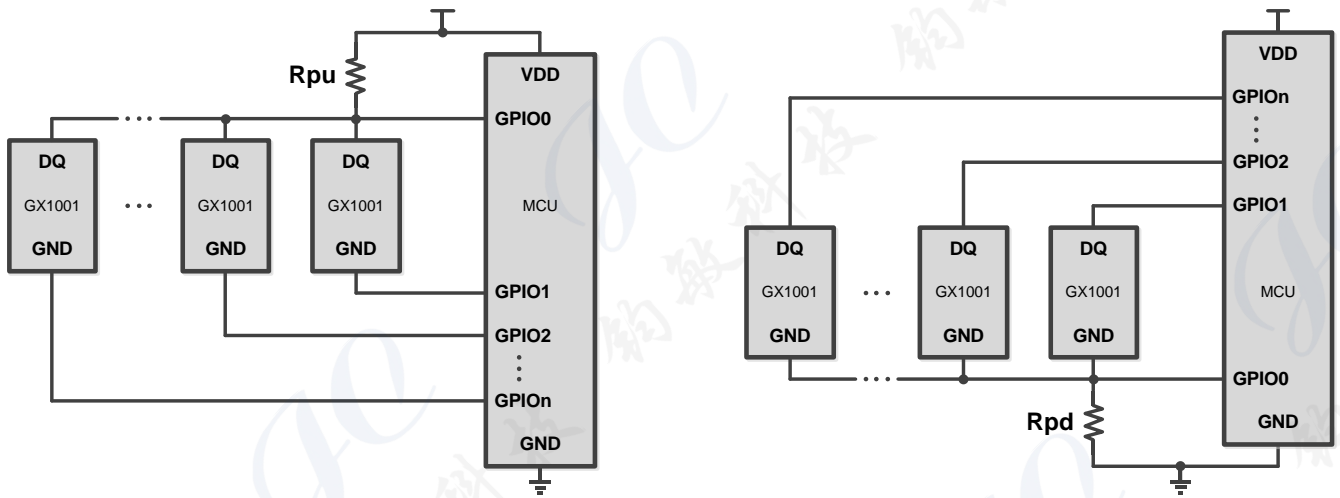 Rpu
VDD
GPIO0
DQ
GX1001
GND
...
DQ
GX1001
GND
DQ
GX1001
GND
MCU
GPIO1
GPIO2
GPIOn
GND
VDD
GPIOn
GPIO2
GPIO1
DQ
GX1001
GND
...
DQ
GX1001
GND
DQ
GX1001
GND
MCU
GPIO0
Rpd
GND